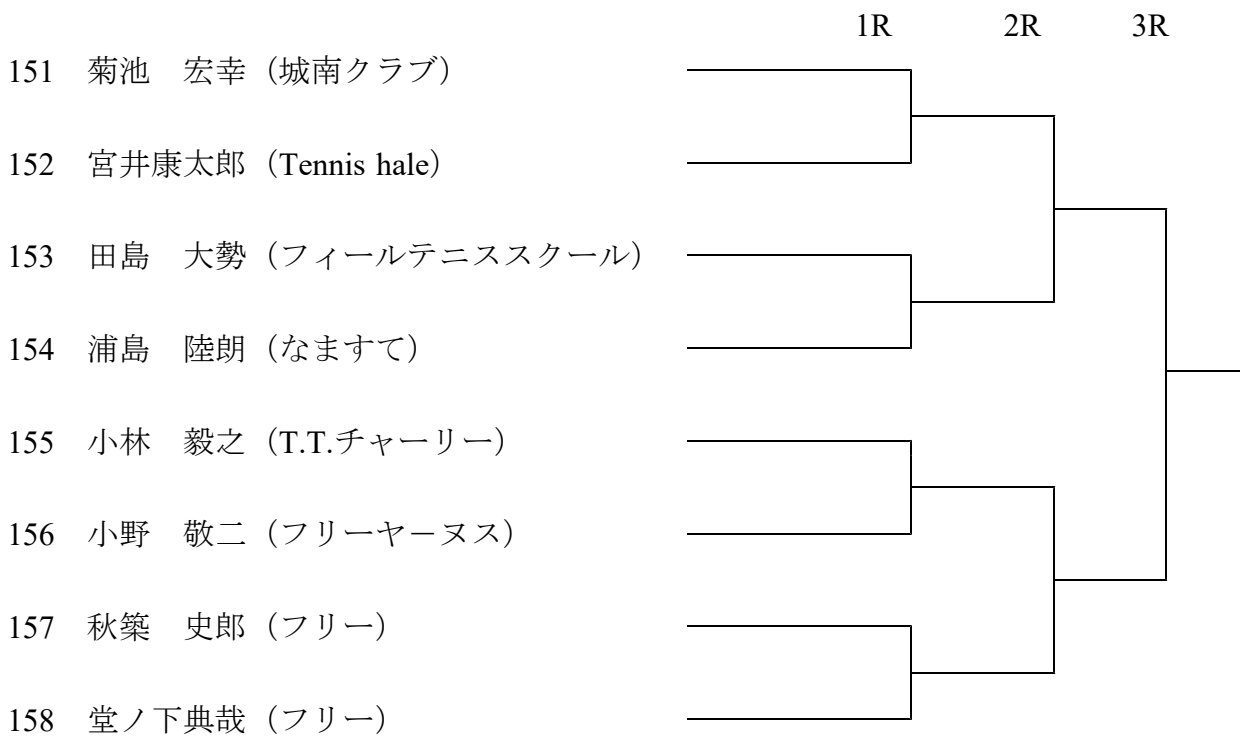 1R 2R 3R
151 菊池 宏幸（城南クラブ）
152 宮井康太郎（Tennis hale）
153 田島 大勢（フィールテニススクール）
154 浦島 陸朗（なますて）
155 小林 毅之（T.T.チャーリー）
156 小野 敬二（フリーヤーヌス）
157 秋築 史郎（フリー）
158 堂ノ下典哉（フリー）